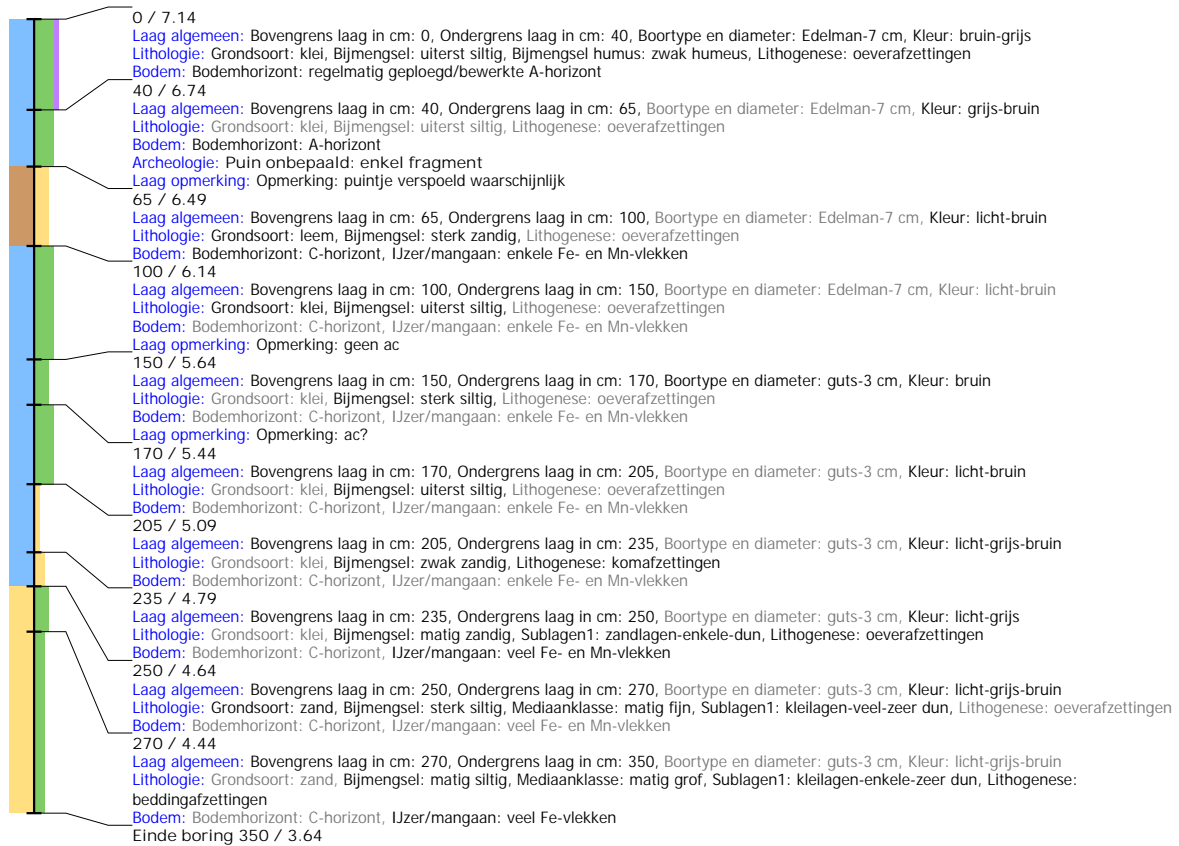 0 / 7.14
Laag algemeen: Bovengrens laag in cm: 0, Ondergrens laag in cm: 40, Boortype en diameter: Edelman-7 cm, Kleur: bruin-grijs
Lithologie: Grondsoort: klei, Bijmengsel: uiterst siltig, Bijmengsel humus: zwak humeus, Lithogenese: oeverafzettingen
Bodem: Bodemhorizont: regelmatig geploegd/bewerkte A-horizont
40 / 6.74
Laag algemeen: Bovengrens laag in cm: 40, Ondergrens laag in cm: 65, Boortype en diameter: Edelman-7 cm, Kleur: grijs-bruin
Lithologie: Grondsoort: klei, Bijmengsel: uiterst siltig, Lithogenese: oeverafzettingen
Bodem: Bodemhorizont: A-horizont
Archeologie: Puin onbepaald: enkel fragment
Laag opmerking: Opmerking: puintje verspoeld waarschijnlijk
65 / 6.49
Laag algemeen: Bovengrens laag in cm: 65, Ondergrens laag in cm: 100, Boortype en diameter: Edelman-7 cm, Kleur: licht-bruin
Lithologie: Grondsoort: leem, Bijmengsel: sterk zandig, Lithogenese: oeverafzettingen
Bodem: Bodemhorizont: C-horizont, IJzer/mangaan: enkele Fe- en Mn-vlekken
100 / 6.14
Laag algemeen: Bovengrens laag in cm: 100, Ondergrens laag in cm: 150, Boortype en diameter: Edelman-7 cm, Kleur: licht-bruin
Lithologie: Grondsoort: klei, Bijmengsel: uiterst siltig, Lithogenese: oeverafzettingen
Bodem: Bodemhorizont: C-horizont, IJzer/mangaan: enkele Fe- en Mn-vlekken
Laag opmerking: Opmerking: geen ac
150 / 5.64
Laag algemeen: Bovengrens laag in cm: 150, Ondergrens laag in cm: 170, Boortype en diameter: guts-3 cm, Kleur: bruin
Lithologie: Grondsoort: klei, Bijmengsel: sterk siltig, Lithogenese: oeverafzettingen
Bodem: Bodemhorizont: C-horizont, IJzer/mangaan: enkele Fe- en Mn-vlekken
Laag opmerking: Opmerking: ac?
170 / 5.44
Laag algemeen: Bovengrens laag in cm: 170, Ondergrens laag in cm: 205, Boortype en diameter: guts-3 cm, Kleur: licht-bruin
Lithologie: Grondsoort: klei, Bijmengsel: uiterst siltig, Lithogenese: oeverafzettingen
Bodem: Bodemhorizont: C-horizont, IJzer/mangaan: enkele Fe- en Mn-vlekken
205 / 5.09
Laag algemeen: Bovengrens laag in cm: 205, Ondergrens laag in cm: 235, Boortype en diameter: guts-3 cm, Kleur: licht-grijs-bruin
Lithologie: Grondsoort: klei, Bijmengsel: zwak zandig, Lithogenese: komafzettingen
Bodem: Bodemhorizont: C-horizont, IJzer/mangaan: enkele Fe- en Mn-vlekken
235 / 4.79
Laag algemeen: Bovengrens laag in cm: 235, Ondergrens laag in cm: 250, Boortype en diameter: guts-3 cm, Kleur: licht-grijs
Lithologie: Grondsoort: klei, Bijmengsel: matig zandig, Sublagen1: zandlagen-enkele-dun, Lithogenese: oeverafzettingen
Bodem: Bodemhorizont: C-horizont, IJzer/mangaan: veel Fe- en Mn-vlekken
250 / 4.64
Laag algemeen: Bovengrens laag in cm: 250, Ondergrens laag in cm: 270, Boortype en diameter: guts-3 cm, Kleur: licht-grijs-bruin
Lithologie: Grondsoort: zand, Bijmengsel: sterk siltig, Mediaanklasse: matig fijn, Sublagen1: kleilagen-veel-zeer dun, Lithogenese: oeverafzettingen
Bodem: Bodemhorizont: C-horizont, IJzer/mangaan: veel Fe- en Mn-vlekken
270 / 4.44
Laag algemeen: Bovengrens laag in cm: 270, Ondergrens laag in cm: 350, Boortype en diameter: guts-3 cm, Kleur: licht-grijs-bruin
Lithologie: Grondsoort: zand, Bijmengsel: matig siltig, Mediaanklasse: matig grof, Sublagen1: kleilagen-enkele-zeer dun, Lithogenese:
beddingafzettingen
Bodem: Bodemhorizont: C-horizont, IJzer/mangaan: veel Fe-vlekken
Einde boring 350 / 3.64